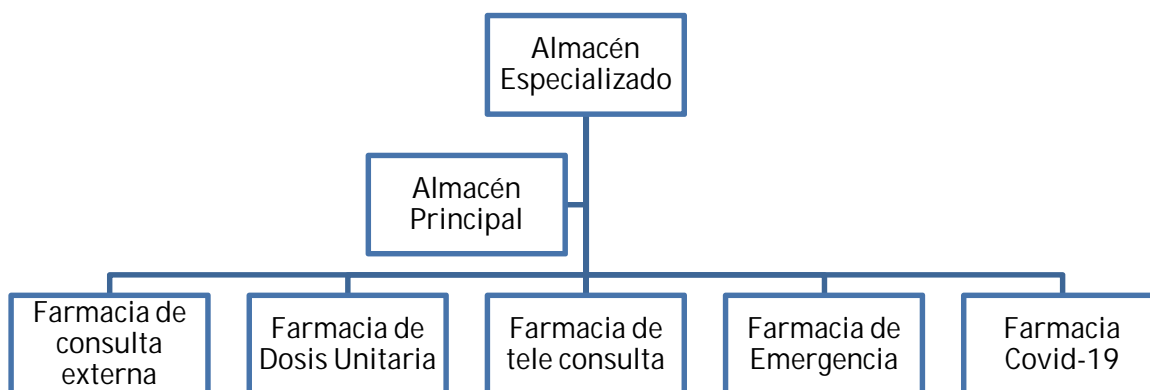 Almacén
Especializado
Almacén
Principal
Farmacia de
consulta
externa
Farmacia de
Dosis Unitaria
Farmacia de
tele consulta
Farmacia de
Emergencia
Farmacia
Covid-19